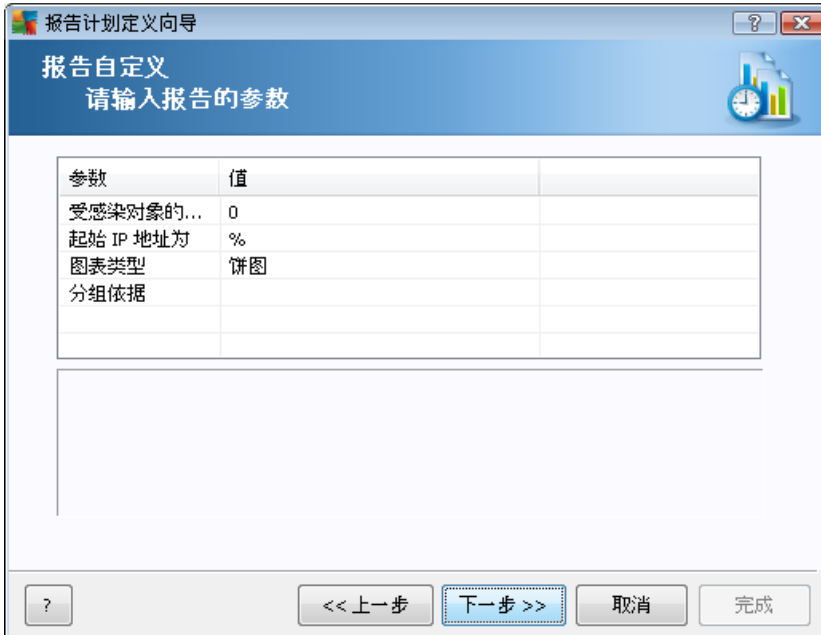 报告计划定义向导
?
报告自定义
请输入报告的参数
参数 值
受感染对象的... 0
起始 IP 地址为 %
图表类型 饼图
分组依据
? << 上一步 下一步 >> 取消 完成